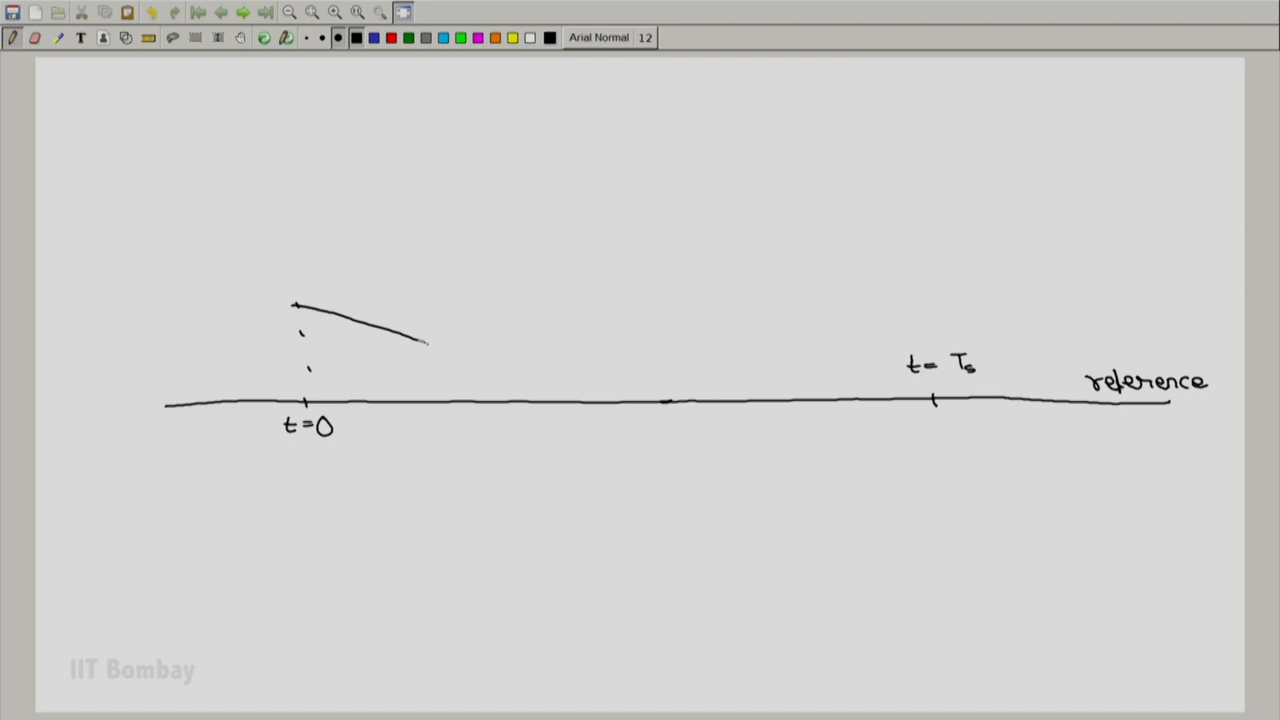 Arial Normal 12
t = Ts
reference
t = 0
IIT Bombay